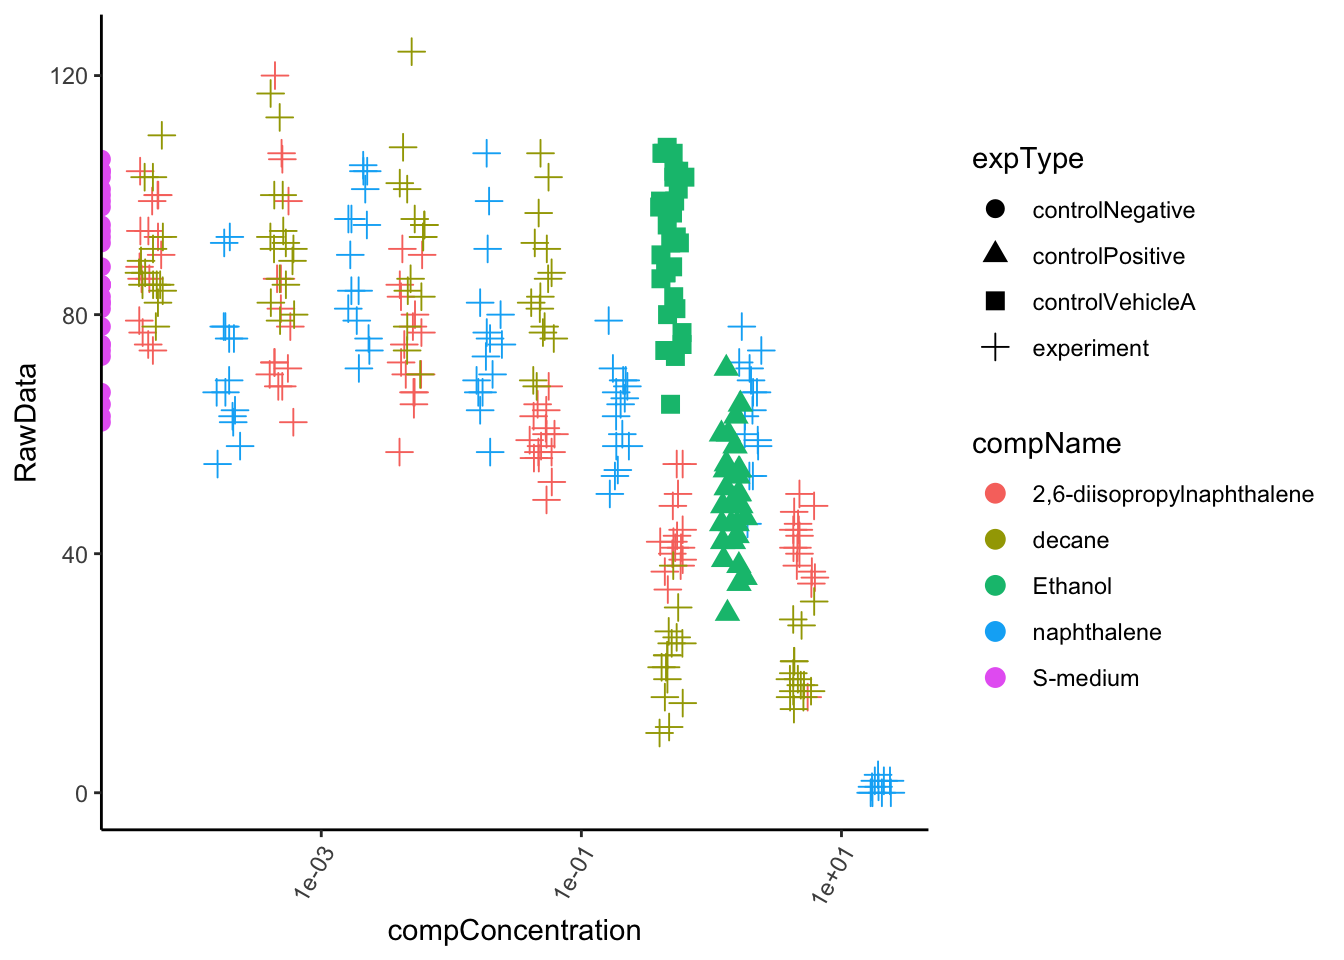 RawData
120
80
40
0
1e-03
1e-01
1e+01
compConcentration
expType
controlNegative
controlPositive
controlVehicleA
experiment
compName
2,6-diisopropylnaphthalene
decane
Ethanol
naphthalene
S-medium